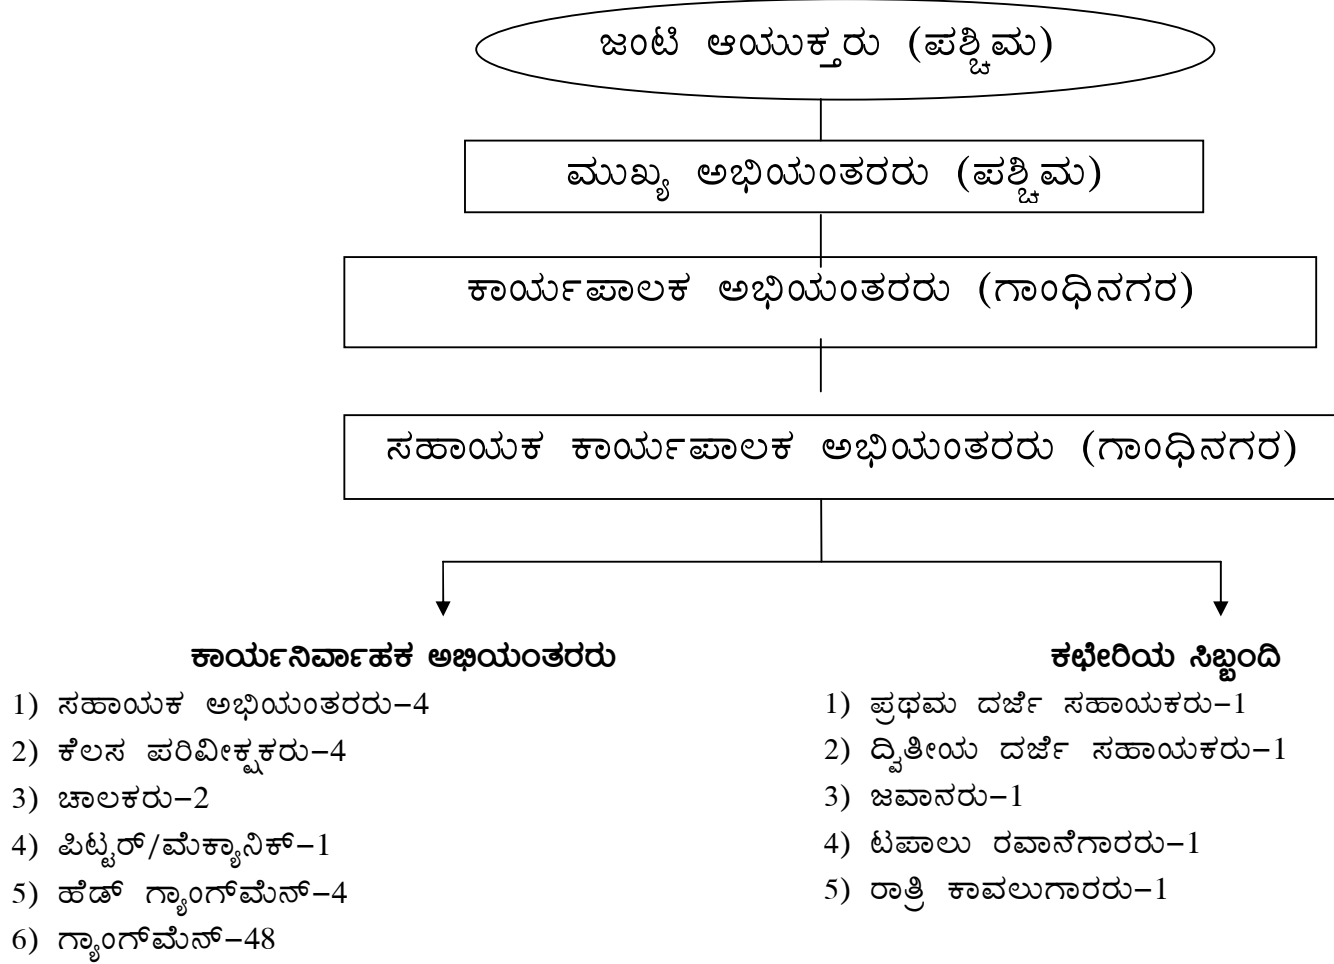 ಜಂಟಿ ಆಯುಕ್ತರು (ಪಶ್ಚಿಮ)
ಮುಖ್ಯ ಅಭಿಯಂತರರು (ಪಶ್ಚಿಮ)
ಕಾರ್ಯಪಾಲಕ ಅಭಿಯಂತರರು (ಗಾಂಧಿನಗರ)
ಸಹಾಯಕ ಕಾರ್ಯಪಾಲಕ ಅಭಿಯಂತರರು (ಗಾಂಧಿನಗರ)
ಕಾರ್ಯನಿರ್ವಾಹಕ ಅಭಿಯಂತರರು
1) ಸಹಾಯಕ ಅಭಿಯಂತರರು–4
2) ಕೆಲಸ ಪರಿವೀಕ್ಷಕರು–4
3) ಚಾಲಕರು–2
4) ಪಿಟ್ಟರ್/ಮೆಕ್ಯಾನಿಕ್–1
5) ಹೆಡ್ ಗ್ಯಾಂಗ್‌ಮೆನ್–4
6) ಗ್ಯಾಂಗ್‌ಮೆನ್–48
ಕಛೇರಿಯ ಸಿಬ್ಬಂದಿ
1) ಪ್ರಥಮ ದರ್ಜೆ ಸಹಾಯಕರು–1
2) ದ್ವಿತೀಯ ದರ್ಜೆ ಸಹಾಯಕರು–1
3) ಜವಾನರು–1
4) ಟಪಾಲು ರವಾನೆಗಾರರು–1
5) ರಾತ್ರಿ ಕಾವಲುಗಾರರು–1